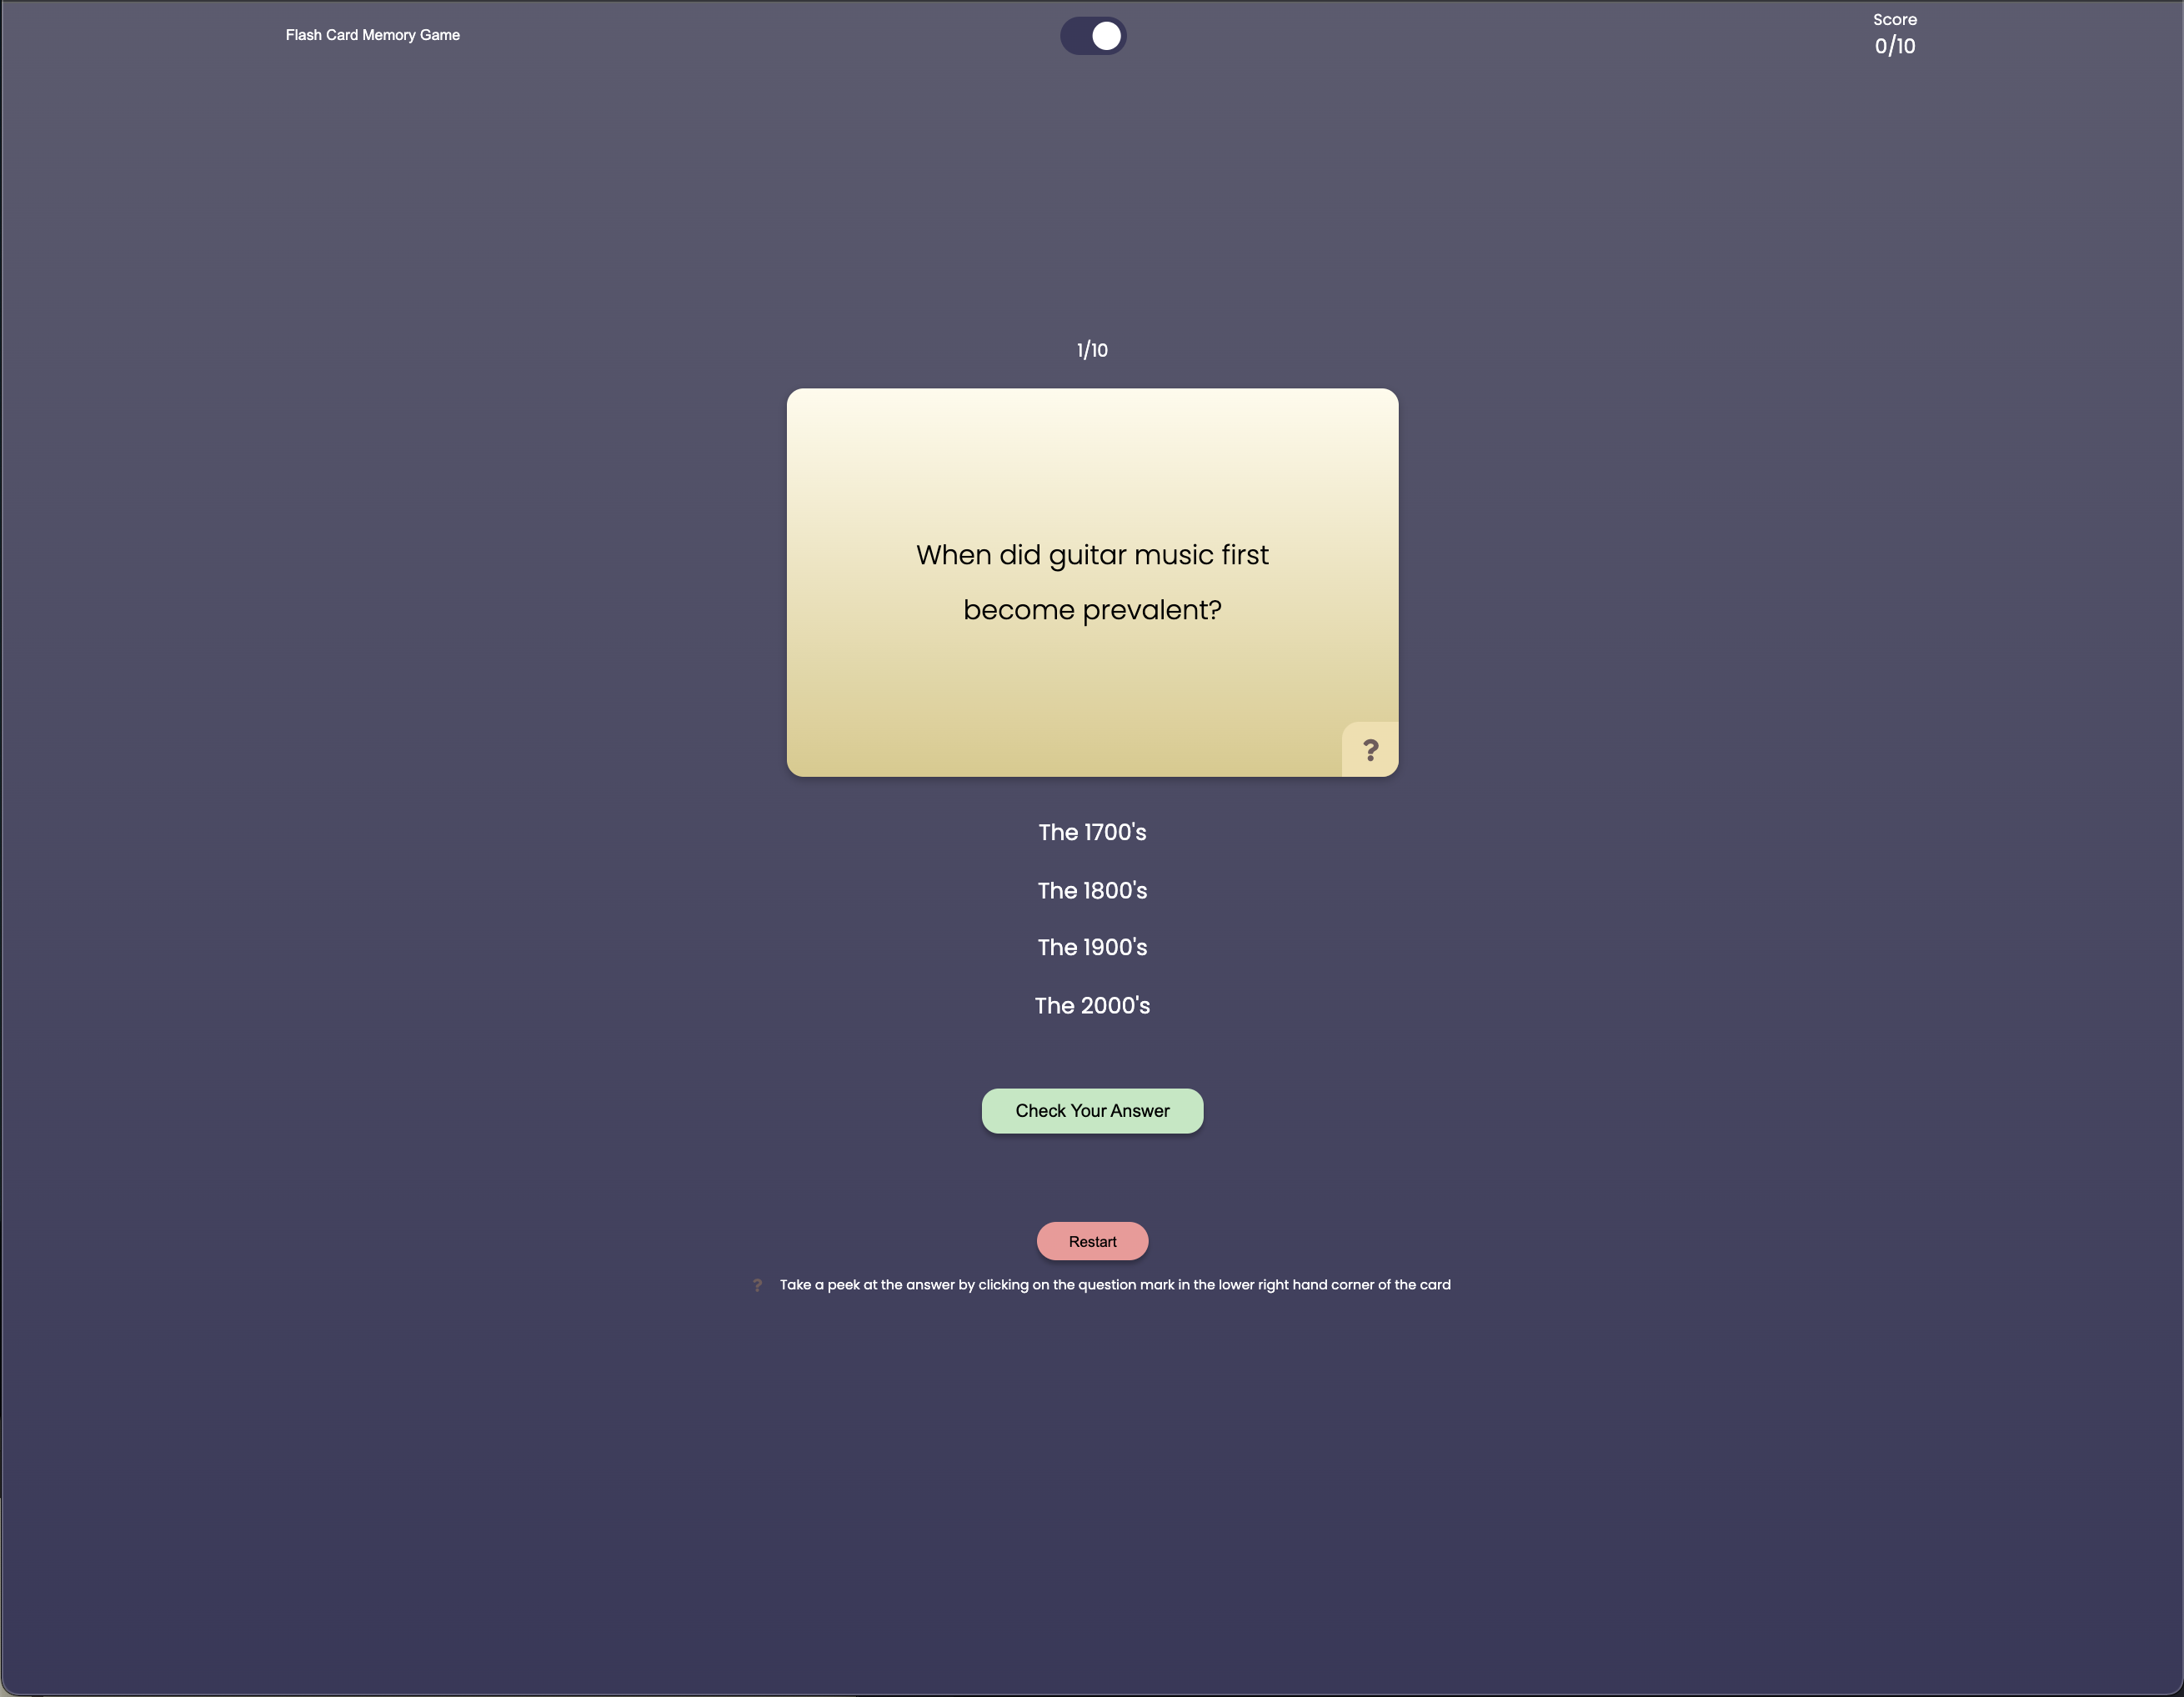 Flash Card Memory Game
Score
0/10
1/10
When did guitar music first
become prevalent?
?
The 1700's
The 1800's
The 1900's
The 2000's
Check Your Answer
Restart
? Take a peek at the answer by clicking on the question mark in the lower right hand corner of the card